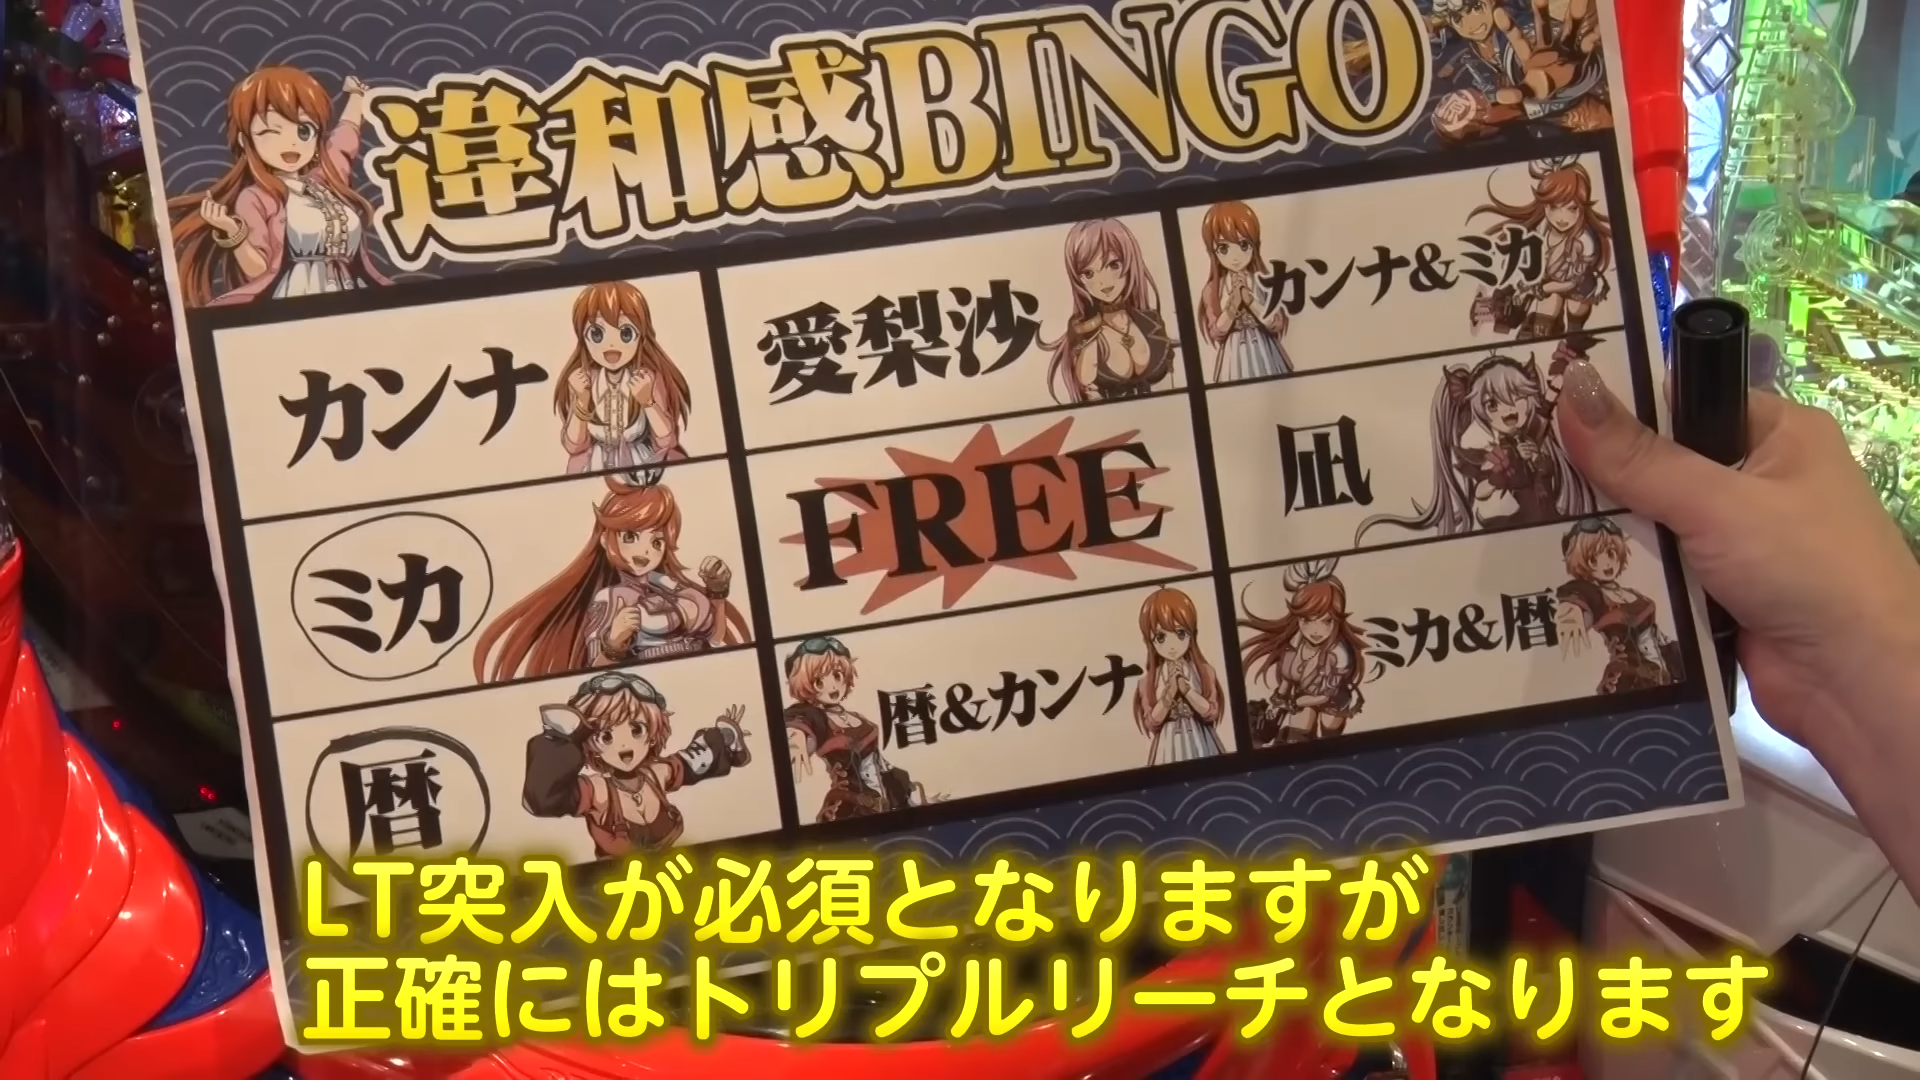 違和感BINGO
カンナ
愛梨沙
カンナ&ミカ
ミカ
FREE
凪
暦
暦&カンナ
ミカ&暦
LT突入が必須となりますが
正確にはトリプルリーチとなります